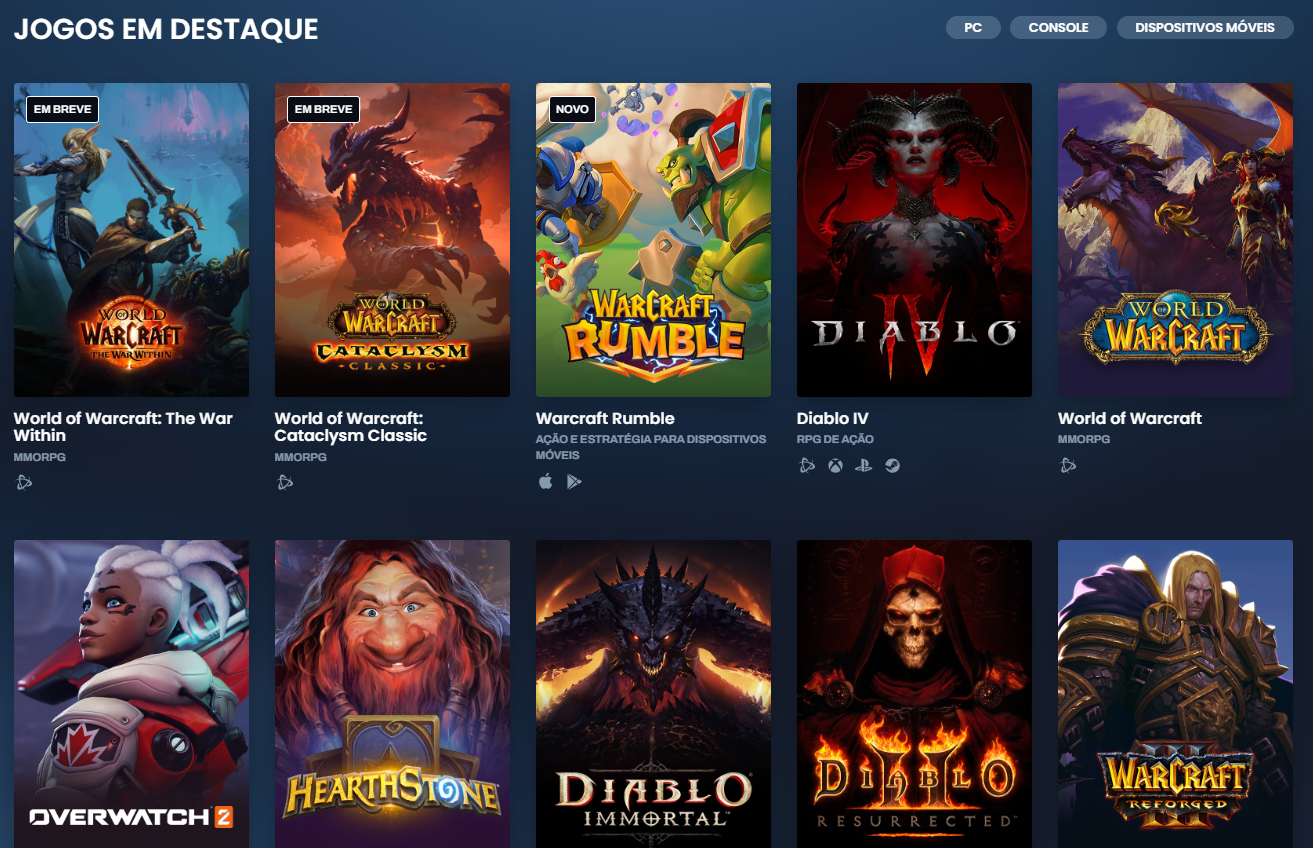 JOGOS EM DESTAQUE
PC
CONSOLE
DISPOSITIVOS MÓVEIS
EM BREVE
WORLD OF
WARCRAFT
THE WAR WITHIN
EM BREVE
WORLD OF
WARCRAFT
CATACLYSM
CLASSIC
NOVO
WARCRAFT
RUMBLE
DIABLO
IV
WORLD OF
WARCRAFT
World of Warcraft: The War
Within
MMORPG
World of Warcraft:
Cataclysm Classic
MMORPG
Warcraft Rumble
AÇÃO E ESTRATÉGIA PARA DISPOSITIVOS
MÓVEIS
Diablo IV
RPG DE AÇÃO
World of Warcraft
MMORPG
OVERWATCH 2
HEARTHSTONE
DIABLO
IMMORTAL
DIABLO
II
RESURRECTED
WARCRAFT
III
REFORGED